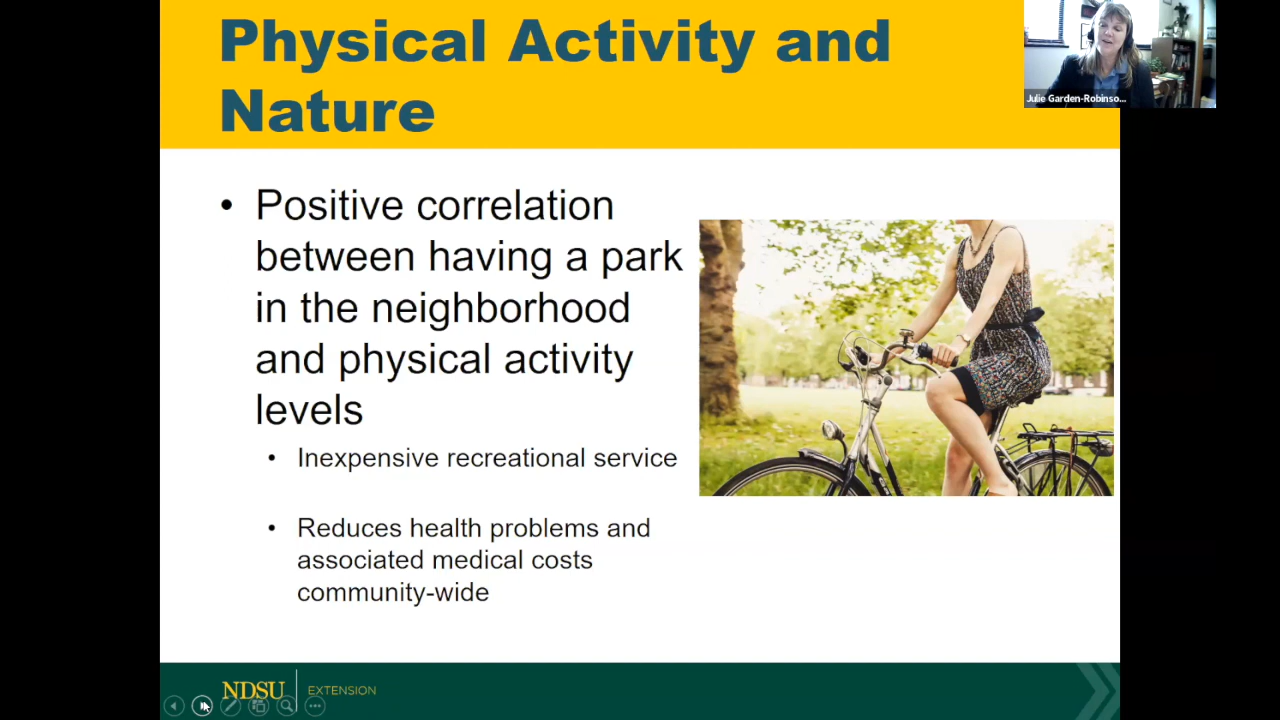 Physical Activity and
Nature
Julie Garden-Robinso...
• Positive correlation
between having a park
in the neighborhood
and physical activity
levels
• Inexpensive recreational service
• Reduces health problems and
associated medical costs
community-wide
NDSU EXTENSION